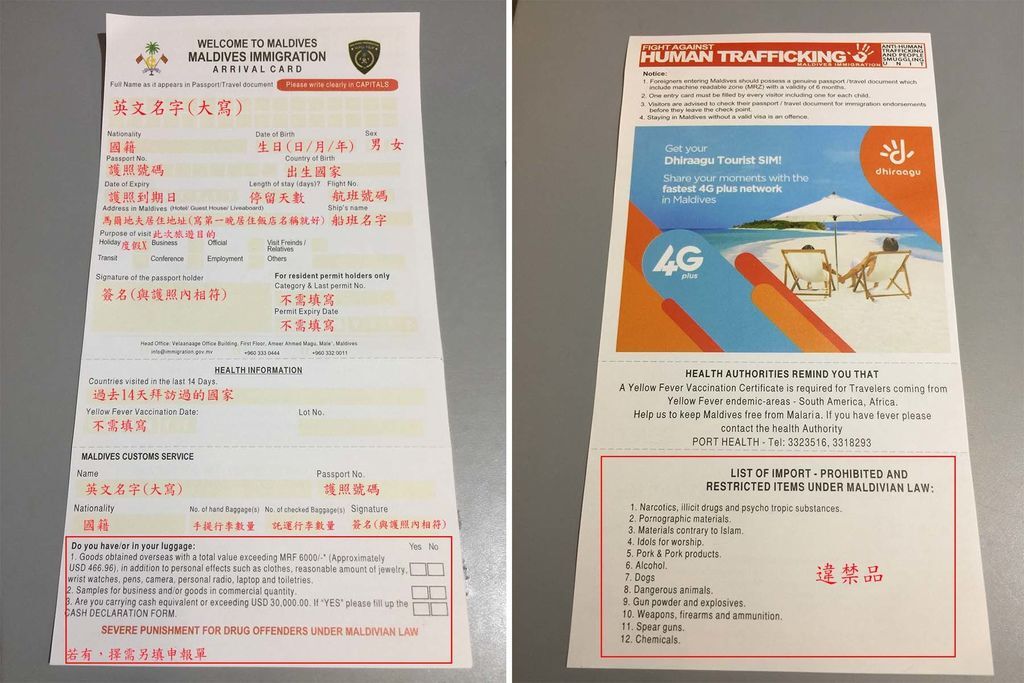 WELCOME TO MALDIVES
MALDIVES IMMIGRATION
ARRIVAL CARD
Full Name as it appears in Passport/Travel document Please write clearly in CAPITALS
英文名字(大寫)
Nationality Date of Birth Sex
國籍 生日(日/月/年) 男 女
Passport No. Country of Birth
護照號碼 出生國家
Date of Expiry Length of stay (days)? Flight No.
護照到期日 停留天數 航班號碼
Address in Maldives (Hotel/ Guest House/ Liveaboard) Ship's name
馬爾地夫居住地址(寫第一晚居住飯店名稱就好) 船班名字
Purpose of visit 此次旅遊目的
Holiday 度假X Business Official Visit Freinds / Relatives
Transit Conference Employment Others
Signature of the passport holder For resident permit holders only
Category & Last permit No.
簽名(與護照內相符) 不需填寫
Permit Expiry Date
不需填寫
Head Office: Velaanaage Office Building, First Floor, Ameer Ahmed Magu, Male', Maldives
info@immigration.gov.mv +960 333 0444 +960 332 0011
HEALTH INFORMATION
Countries visited in the last 14 Days.
過去14天拜訪過的國家
Yellow Fever Vaccination Date: Lot No.
不需填寫
MALDIVES CUSTOMS SERVICE
Name Passport No.
英文名字(大寫) 護照號碼
Nationality No. of hand Baggage(s) No. of checked Baggage(s) Signature
國籍 手提行李數量 託運行李數量 簽名(與護照內相符)
Do you have/or in your luggage: Yes No
1. Goods obtained overseas with a total value exceeding MRF 6000/-* (Approximately
USD 466.96), in addition to personal effects such as clothes, reasonable amount of jewelry,
wrist watches, pens, camera, personal radio, laptop and toiletries.
2. Samples for business and/or goods in commercial quantity.
3. Are you carrying cash equivalent or exceeding USD 30,000.00. If "YES" please fill up the
CASH DECLARATION FORM.
SEVERE PUNISHMENT FOR DRUG OFFENDERS UNDER MALDIVIAN LAW
若有，擇需另填申報單
FIGHT AGAINST
HUMAN TRAFFICKING
MALDIVES IMMIGRATION
ANTI-HUMAN
TRAFFICKING
AND PEOPLE
SMUGGLING
UNIT
Notice:
1. Foreigners entering Maldives should possess a genuine passport /travel document which
include machine readable zone (MRZ) with a validity of 6 months.
2. One entry card must be filled by every visitor including one for each child.
3. Visitors are advised to check their passport / travel document for immigration endorsements
before they leave the check point.
4. Staying in Maldives without a valid visa is an offence.
Get your
Dhiraagu Tourist SIM!
Share your moments with the
fastest 4G plus network
in Maldives
dhiraagu
4G
plus
HEALTH AUTHORITIES REMIND YOU THAT
A Yellow Fever Vaccination Certificate is required for Travelers coming from
Yellow Fever endemic-areas - South America, Africa.
Help us to keep Maldives free from Malaria. If you have fever please
contact the health Authority
PORT HEALTH - Tel: 3323516, 3318293
LIST OF IMPORT - PROHIBITED AND
RESTRICTED ITEMS UNDER MALDIVIAN LAW:
1. Narcotics, illicit drugs and psycho tropic substances.
2. Pornographic materials.
3. Materials contrary to Islam.
4. Idols for worship.
5. Pork & Pork products.
6. Alcohol.
7. Dogs
8. Dangerous animals.
9. Gun powder and explosives.
10. Weapons, firearms and ammunition.
11. Spear guns.
12. Chemicals.
違禁品